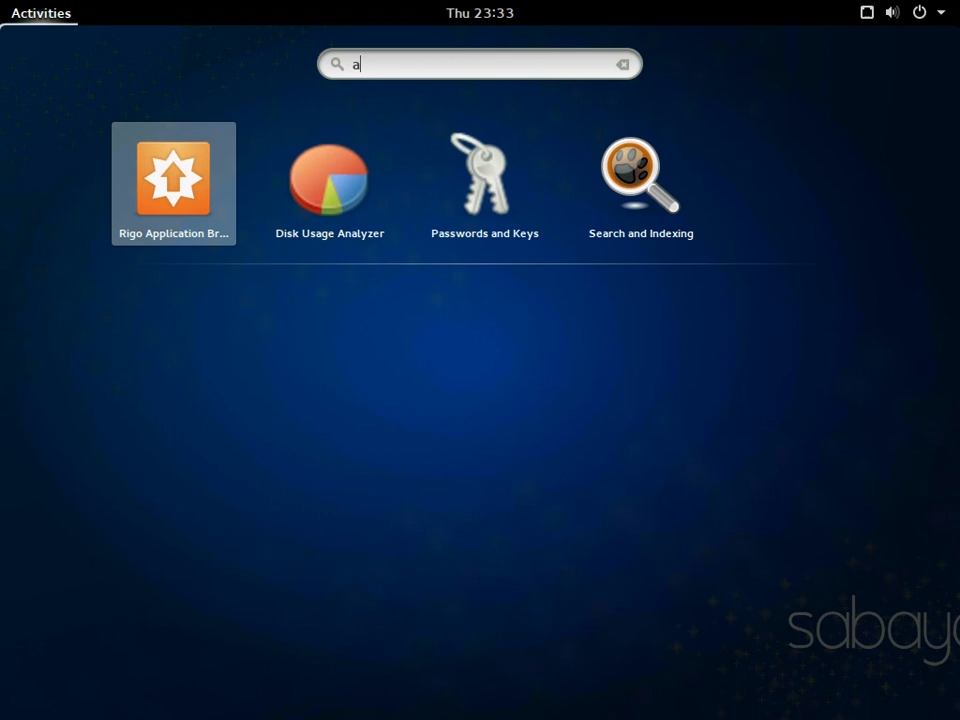 Activities
Thu 23:33
a
Rigo Application Br...
Disk Usage Analyzer
Passwords and Keys
Search and Indexing
sabay